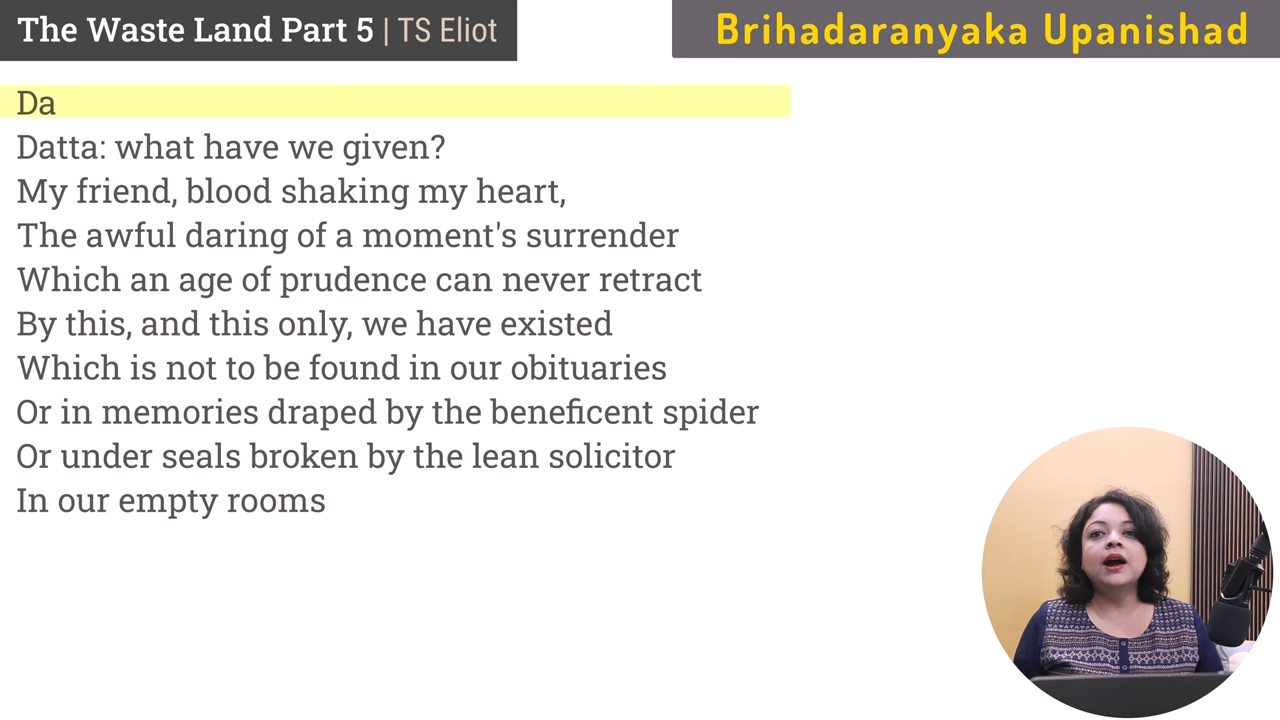 The Waste Land Part 5 | TS Eliot
Brihadaranyaka Upanishad
Da
Datta: what have we given?
My friend, blood shaking my heart,
The awful daring of a moment's surrender
Which an age of prudence can never retract
By this, and this only, we have existed
Which is not to be found in our obituaries
Or in memories draped by the beneficent spider
Or under seals broken by the lean solicitor
In our empty rooms